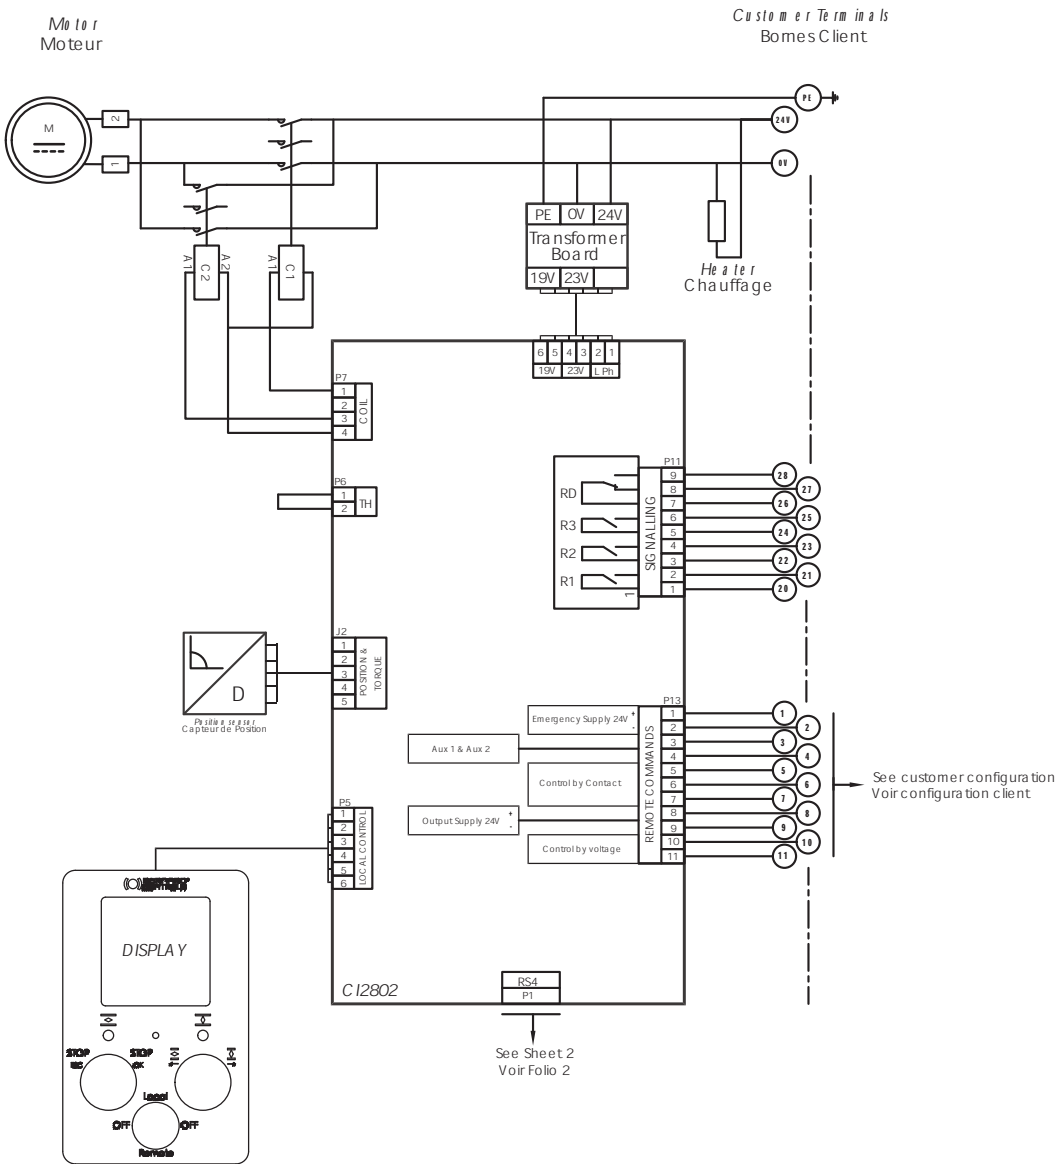 Motor
Moteur
Customer Terminals
Bornes Client
M
2
1
PE
24V
0V
PE 0V 24V
Transformer
Board
19V 23V
Heater
Chauffage
A1
C2
A2
A1
C1
6 5 4 3 2 1
19V 23V L Ph
P7
1
2
3
4
COIL
P6
1
2
TH
J2
1
2
3
4
5
POSITION &
TORQUE
D
Position sensor
Capteur de Position
P5
1
2
3
4
5
6
LOCAL CONTROL
RD
R3
R2
R1
1
SIGNALLING
P11
9
8
7
6
5
4
3
2
1
28
27
26
25
24
23
22
21
20
Emergency Supply 24V + -
Aux 1 & Aux 2
Control by Contact
Output Supply 24V + -
Control by voltage
REMOTE COMMANDS
P13
1
2
3
4
5
6
7
8
9
10
11
1
2
3
4
5
6
7
8
9
10
11
See customer configuration
Voir configuration client
DISPLAY
STOP
ESC
STOP
OK
Local
OFF OFF
Remote
CI2802
RS4
P1
See Sheet 2
Voir Folio 2